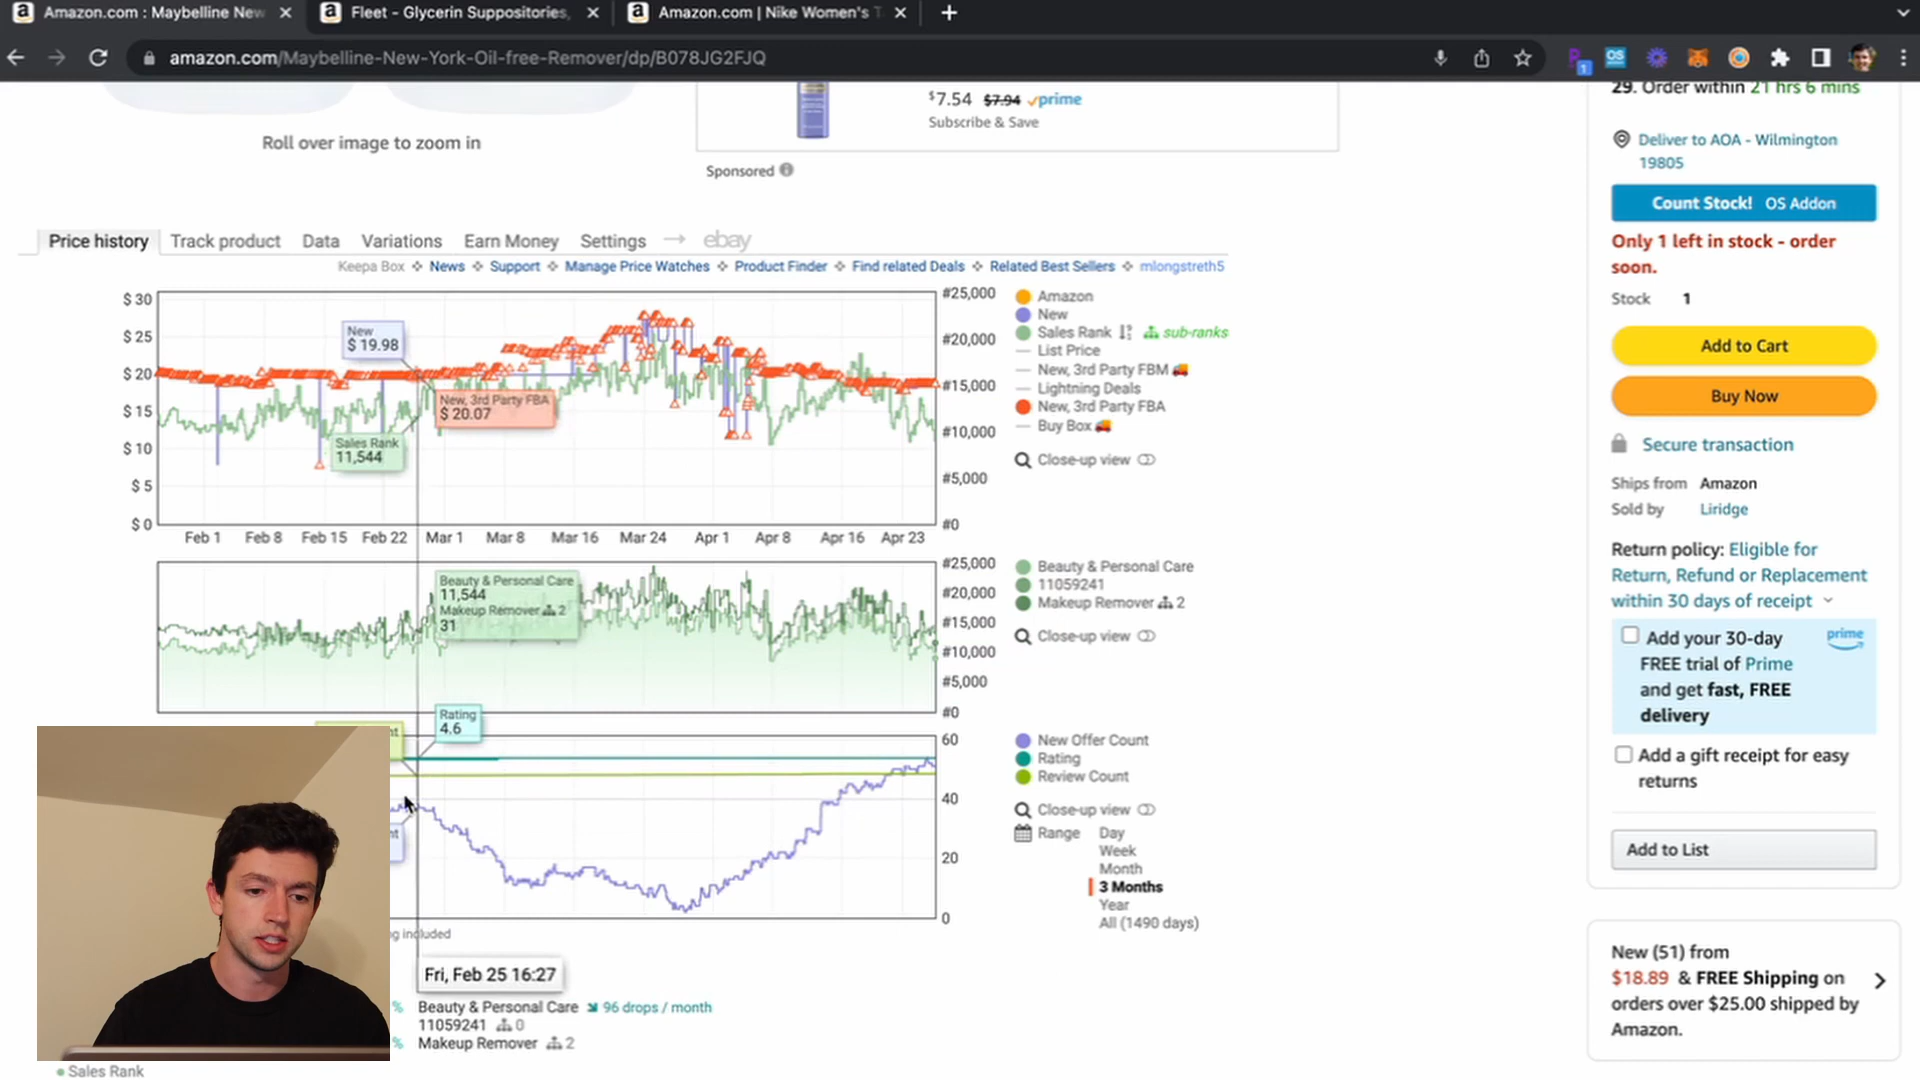 Amazon.com : Maybelline New
Fleet - Glycerin Suppositories,
Amazon.com | Nike Women's T
amazon.com/Maybelline-New-York-Oil-free-Remover/dp/B078JG2FJQ
OS
1
$7.54 $7.94 prime
Subscribe & Save
Roll over image to zoom in
Sponsored
29. Order within 21 hrs 6 mins
Deliver to AOA - Wilmington
19805
Count Stock! OS Addon
Only 1 left in stock - order
soon.
Stock 1
Add to Cart
Buy Now
Secure transaction
Ships from Amazon
Sold by Liridge
Return policy: Eligible for
Return, Refund or Replacement
within 30 days of receipt
Add your 30-day
FREE trial of Prime
and get fast, FREE
delivery
prime
Add a gift receipt for easy
returns
Add to List
New (51) from
$18.89 & FREE Shipping on
orders over $25.00 shipped by
Amazon.
Price history Track product Data Variations Earn Money Settings ebay
Keepa Box News Support Manage Price Watches Product Finder Find related Deals Related Best Sellers mlongstreth5
$ 30
$ 25
$ 20
$ 15
$ 10
$ 5
$ 0
#25,000
#20,000
#15,000
#10,000
#5,000
#0
New
$ 19.98
New, 3rd Party FBA
$ 20.07
Sales Rank
11,544
Feb 1 Feb 8 Feb 15 Feb 22 Mar 1 Mar 8 Mar 16 Mar 24 Apr 1 Apr 8 Apr 16 Apr 23
Amazon
New
Sales Rank sub-ranks
List Price
New, 3rd Party FBM
Lightning Deals
New, 3rd Party FBA
Buy Box
Close-up view
#25,000
#20,000
#15,000
#10,000
#5,000
#0
Beauty & Personal Care
11,544
Makeup Remover 2
31
Beauty & Personal Care
11059241
Makeup Remover 2
Close-up view
Rating
4.6
60
40
20
0
New Offer Count
Rating
Review Count
Close-up view
Range
Day
Week
Month
3 Months
Year
All (1490 days)
included
Fri, Feb 25 16:27
% Beauty & Personal Care 96 drops / month
11059241 0
% Makeup Remover 2
Sales Rank